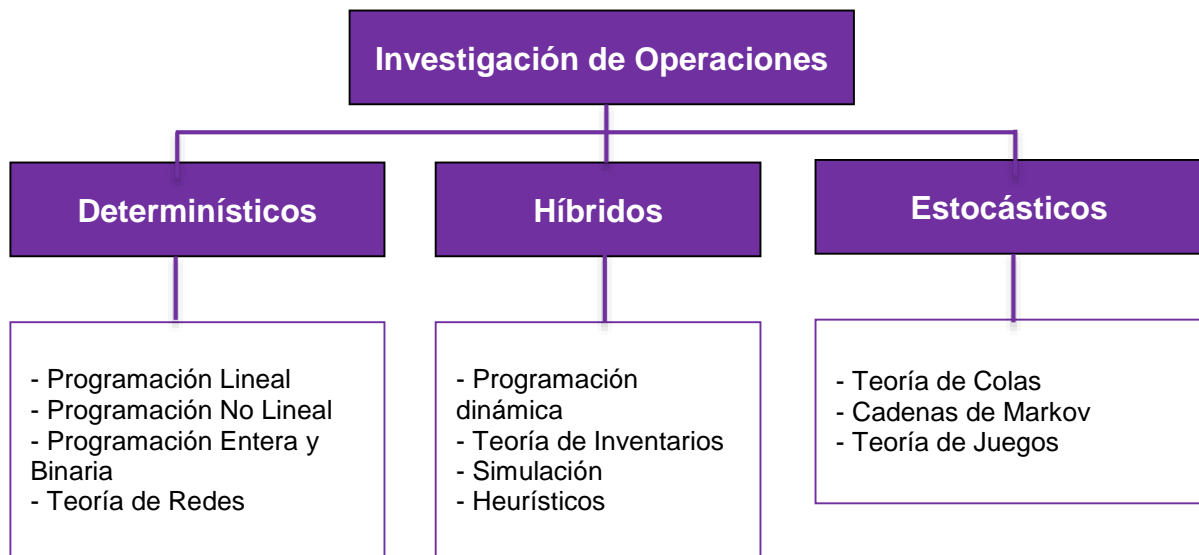 Investigación de Operaciones
Determinísticos
Híbridos
Estocásticos
- Programación Lineal
- Programación No Lineal
- Programación Entera y
Binaria
- Teoría de Redes
- Programación
dinámica
- Teoría de Inventarios
- Simulación
- Heurísticos
- Teoría de Colas
- Cadenas de Markov
- Teoría de Juegos